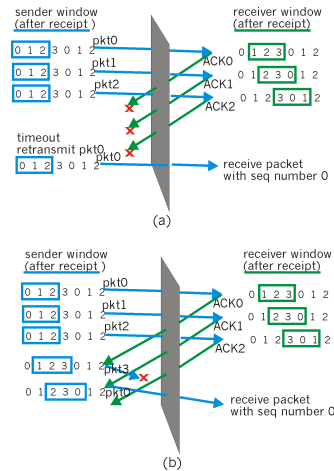 sender window
(after receipt)
receiver window
(after receipt)
0 1 2 3 0 1 2
pkt0
ACK0
0 1 2 3 0 1 2
0 1 2 3 0 1 2
pkt1
ACK1
0 1 2 3 0 1 2
0 1 2 3 0 1 2
pkt2
ACK2
0 1 2 3 0 1 2
timeout
retransmit pkt0
0 1 2 3 0 1 2
pkt0
receive packet
with seq number 0
(a)
sender window
(after receipt )
receiver window
(after receipt)
0 1 2 3 0 1 2
pkt0
ACK0
0 1 2 3 0 1 2
0 1 2 3 0 1 2
pkt1
ACK1
0 1 2 3 0 1 2
0 1 2 3 0 1 2
pkt2
ACK2
0 1 2 3 0 1 2
0 1 2 3 0 1 2
pkt3
0 1 2 3 0 1 2
pkt0
receive packet
with seq number 0
(b)